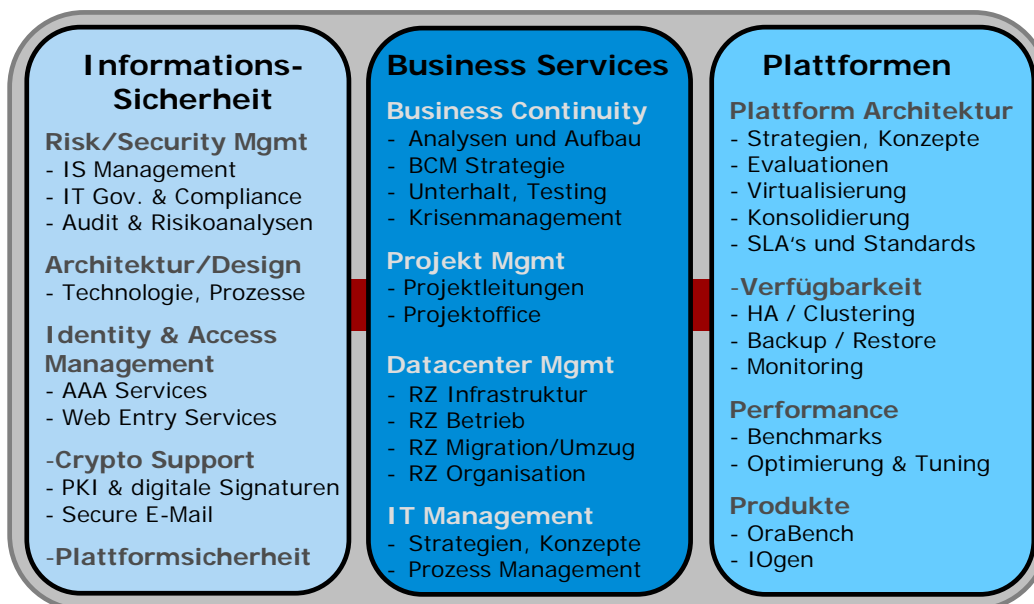 Informations-
Sicherheit
Risk/Security Mgmt
- IS Management
- IT Gov. & Compliance
- Audit & Risikoanalysen
Architektur/Design
- Technologie, Prozesse
Identity & Access
Management
- AAA Services
- Web Entry Services
-Crypto Support
- PKI & digitale Signaturen
- Secure E-Mail
-Plattformsicherheit
Business Services
Business Continuity
- Analysen und Aufbau
- BCM Strategie
- Unterhalt, Testing
- Krisenmanagement
Projekt Mgmt
- Projektleitungen
- Projektoffice
Datacenter Mgmt
- RZ Infrastruktur
- RZ Betrieb
- RZ Migration/Umzug
- RZ Organisation
IT Management
- Strategien, Konzepte
- Prozess Management
Plattformen
Plattform Architektur
- Strategien, Konzepte
- Evaluationen
- Virtualisierung
- Konsolidierung
- SLA's und Standards
-Verfügbarkeit
- HA / Clustering
- Backup / Restore
- Monitoring
Performance
- Benchmarks
- Optimierung & Tuning
Produkte
- OraBench
- IOgen